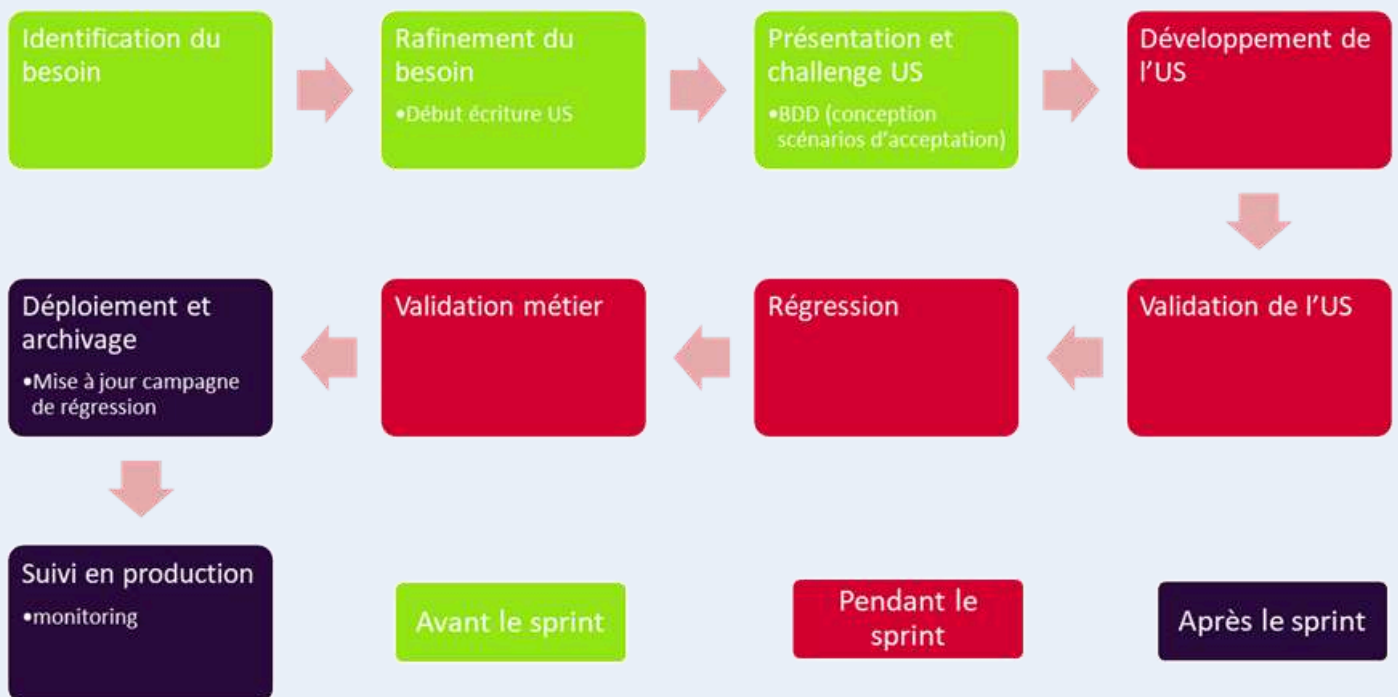 Identification du
besoin
Rafinement du
besoin
•Début écriture US
Présentation et
challenge US
•BDD (conception
scénarios d'acceptation)
Développement de
l'US
Validation de l'US
Régression
Validation métier
Déploiement et
archivage
•Mise à jour campagne
de régression
Suivi en production
•monitoring
Avant le sprint
Pendant le
sprint
Après le sprint